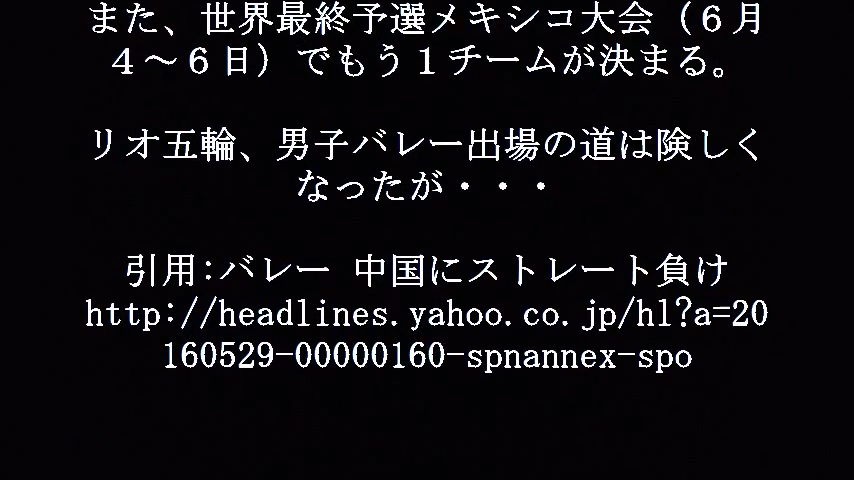 また、世界最終予選メキシコ大会（６月
４～６日）でもう１チームが決まる。
リオ五輪、男子バレー出場の道は険しく
なったが・・・
引用:バレー 中国にストレート負け
http://headlines.yahoo.co.jp/hl?a=20
160529-00000160-spnannex-spo